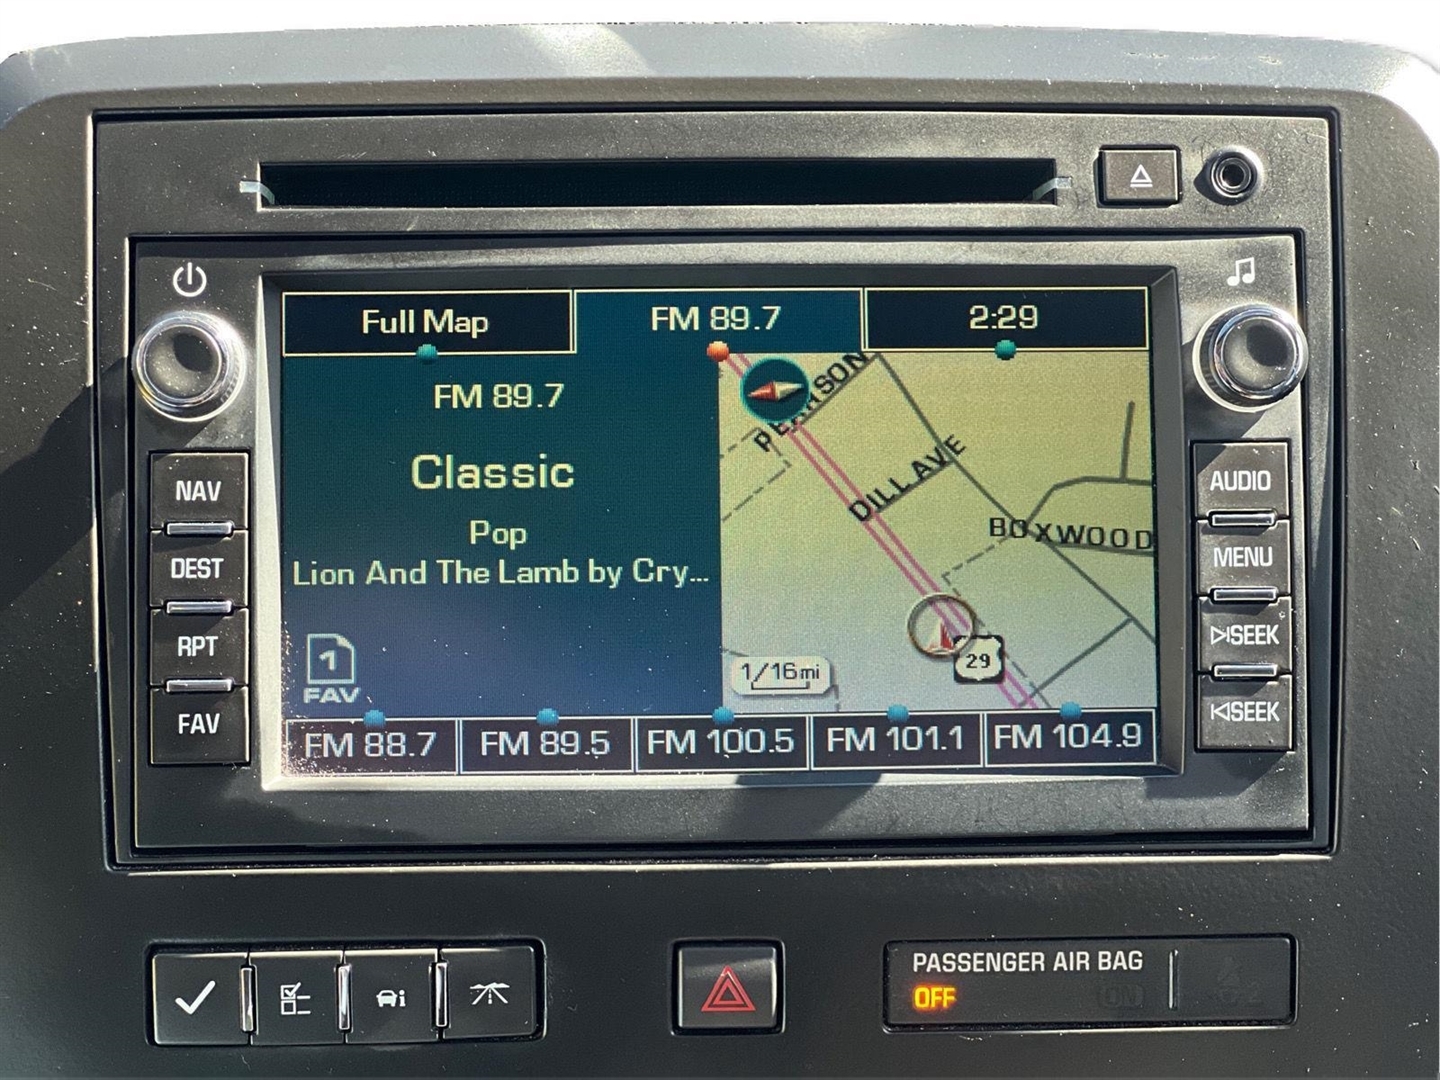 Full Map
FM 89.7
2:29
FM 89.7
Classic
Pop
Lion And The Lamb by Cry...
1
FAV
DILL AVE
BOXWOOD
29
1/16mi
FM 88.7
FM 89.5
FM 100.5
FM 101.1
FM 104.9
NAV
DEST
RPT
FAV
AUDIO
MENU
SEEK
SEEK
i
PASSENGER AIR BAG
OFF
ON